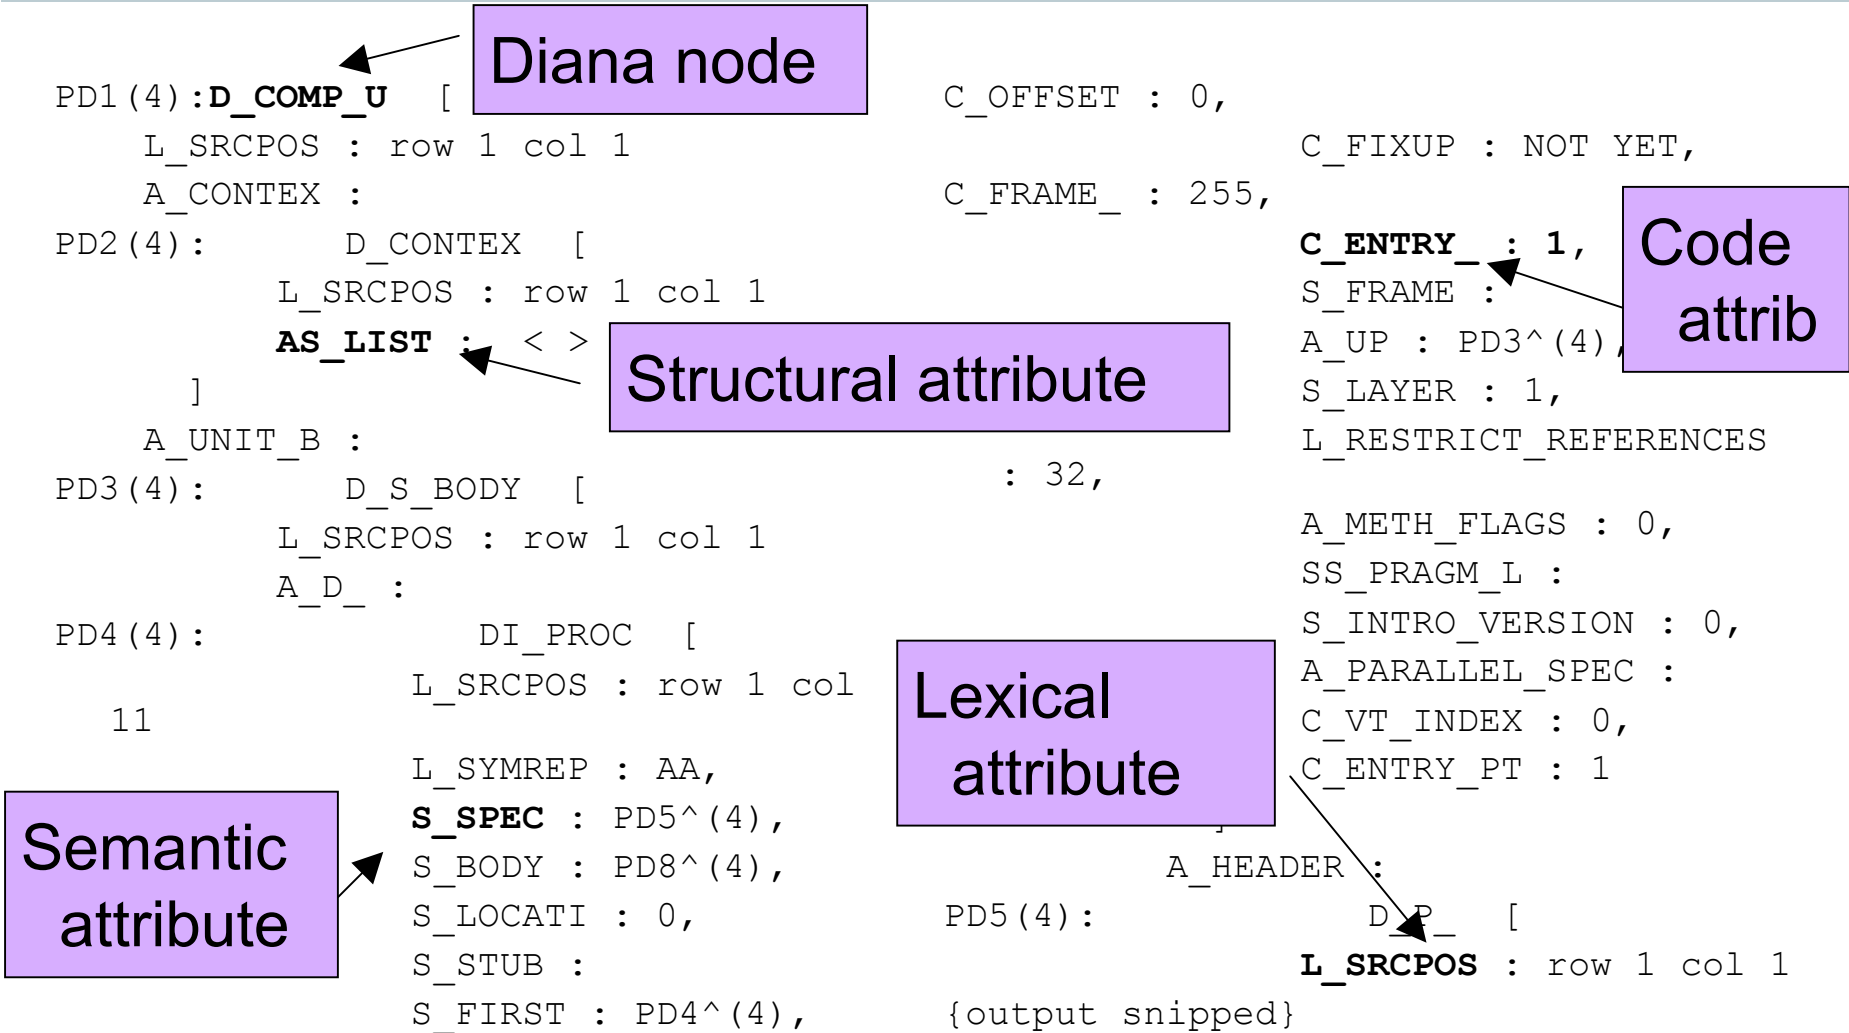 Diana node
PD1(4):D_COMP_U [
L_SRCPOS : row 1 col 1
A_CONTEX :
PD2(4): D_CONTEX [
L_SRCPOS : row 1 col 1
AS_LIST : < >
]
A_UNIT_B :
PD3(4): D_S_BODY [
L_SRCPOS : row 1 col 1
A_D_ :
PD4(4): DI_PROC [
L_SRCPOS : row 1 col
11
L_SYMREP : AA,
S_SPEC : PD5^(4),
S_BODY : PD8^(4),
S_LOCATI : 0,
S_STUB :
S_FIRST : PD4^(4),
Semantic
attribute
Structural attribute
C_OFFSET : 0,
C_FIXUP : NOT YET,
C_FRAME_ : 255,
C_ENTRY_ : 1,
S_FRAME :
A_UP : PD3^(4),
S_LAYER : 1,
L_RESTRICT_REFERENCES
: 32,
A_METH_FLAGS : 0,
SS_PRAGM_L :
S_INTRO_VERSION : 0,
A_PARALLEL_SPEC :
C_VT_INDEX : 0,
C_ENTRY_PT : 1
]
A_HEADER :
PD5(4): D_P_ [
L_SRCPOS : row 1 col 1
{output snipped}
Code
attrib
Lexical
attribute